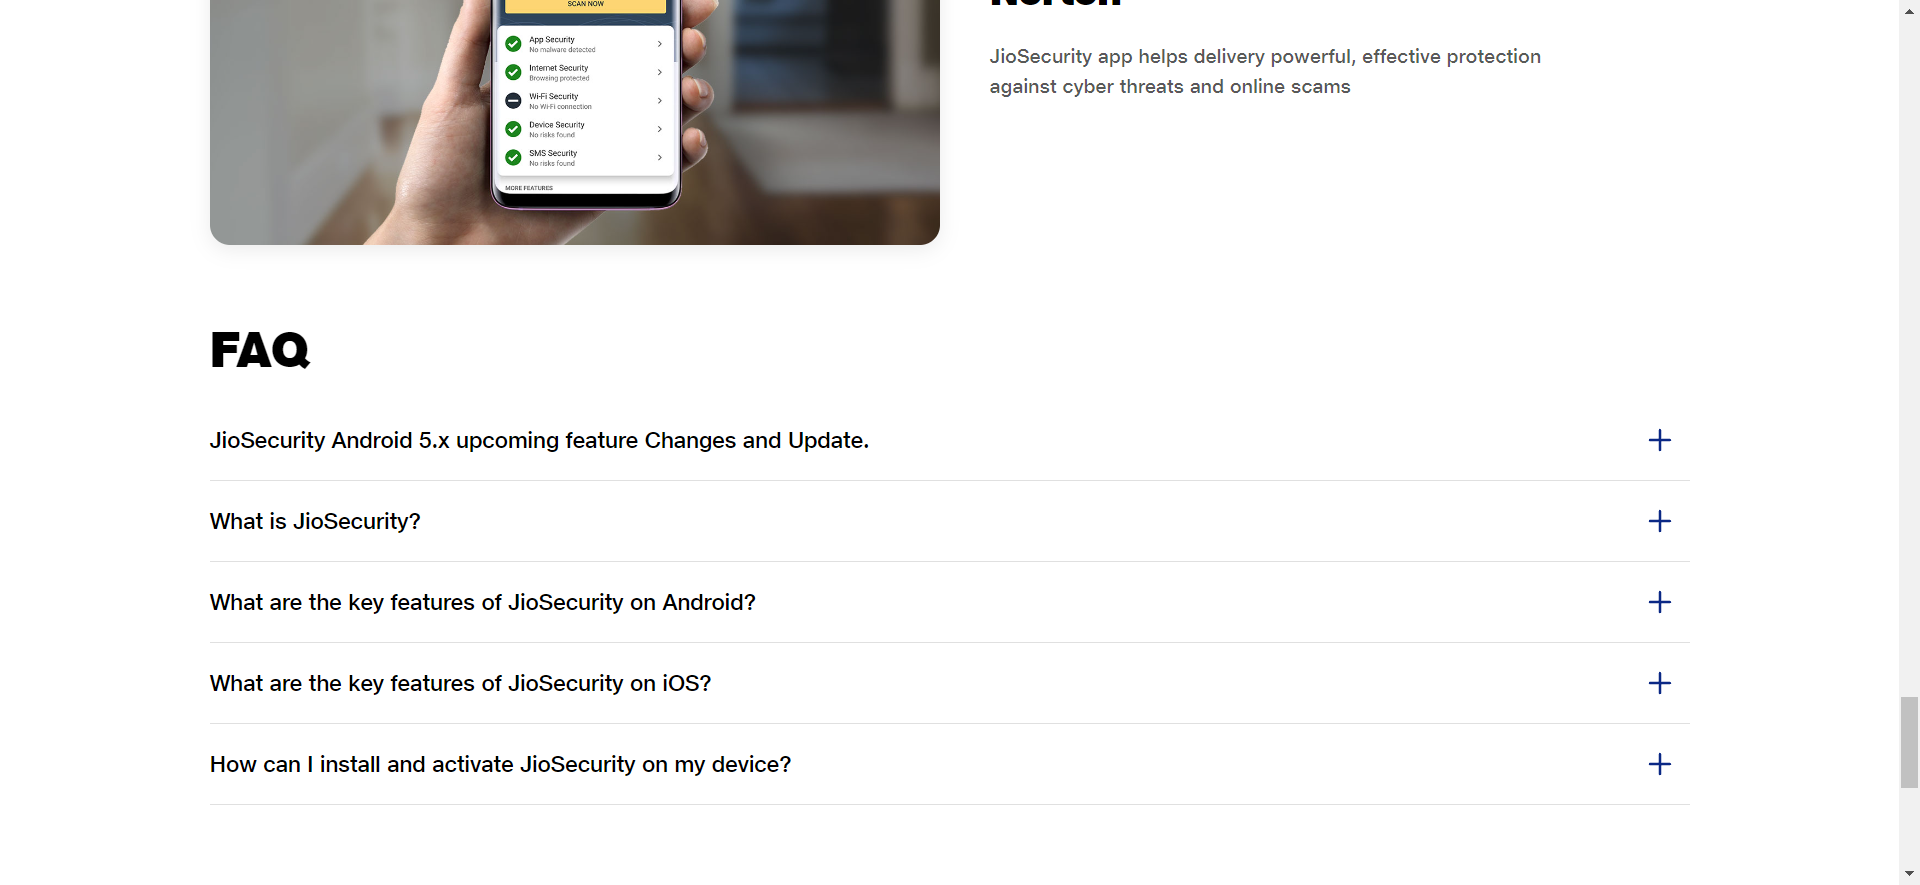 SCAN NOW
App Security
No malware detected
Internet Security
Browsing protected
Wi-Fi Security
No Wi-Fi connection
Device Security
No risks found
SMS Security
No risks found
MORE FEATURES
Norton
JioSecurity app helps delivery powerful, effective protection
against cyber threats and online scams
FAQ
JioSecurity Android 5.x upcoming feature Changes and Update.
What is JioSecurity?
What are the key features of JioSecurity on Android?
What are the key features of JioSecurity on iOS?
How can I install and activate JioSecurity on my device?